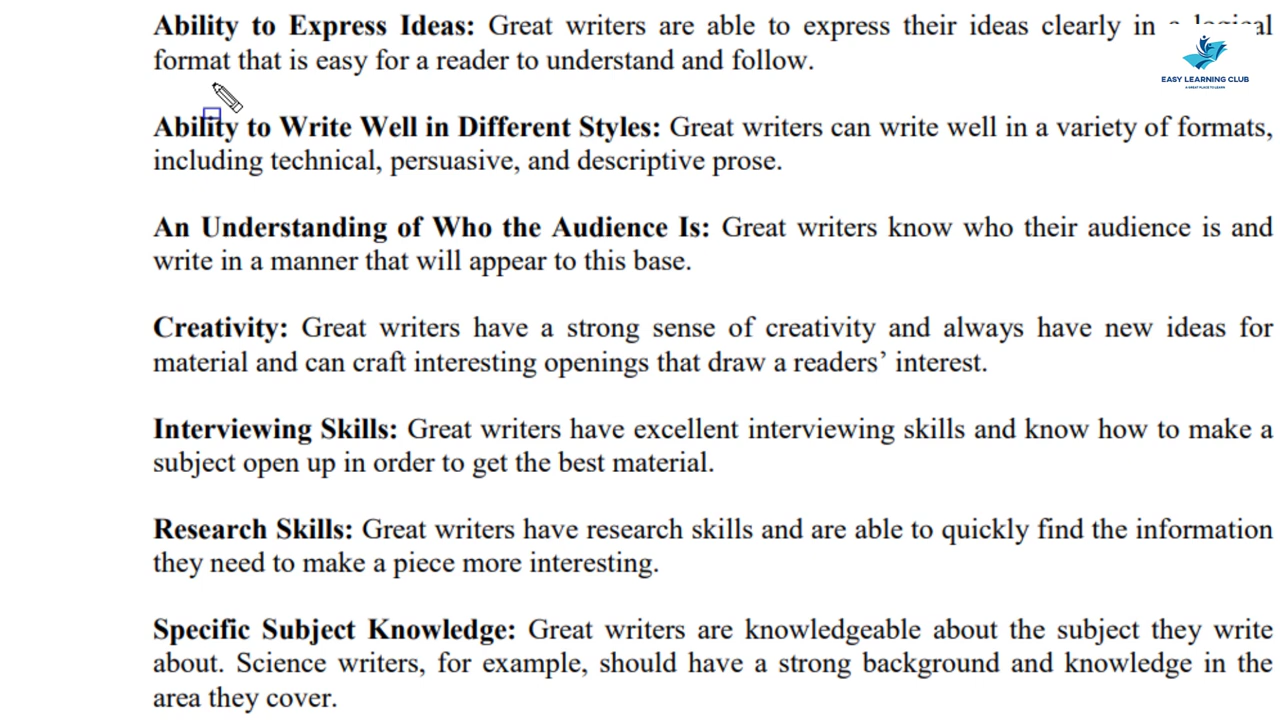 Ability to Express Ideas: Great writers are able to express their ideas clearly in a logical
format that is easy for a reader to understand and follow.
EASY LEARNING CLUB
A GREAT PLACE TO LEARN
Ability to Write Well in Different Styles: Great writers can write well in a variety of formats,
including technical, persuasive, and descriptive prose.
An Understanding of Who the Audience Is: Great writers know who their audience is and
write in a manner that will appear to this base.
Creativity: Great writers have a strong sense of creativity and always have new ideas for
material and can craft interesting openings that draw a readers’ interest.
Interviewing Skills: Great writers have excellent interviewing skills and know how to make a
subject open up in order to get the best material.
Research Skills: Great writers have research skills and are able to quickly find the information
they need to make a piece more interesting.
Specific Subject Knowledge: Great writers are knowledgeable about the subject they write
about. Science writers, for example, should have a strong background and knowledge in the
area they cover.